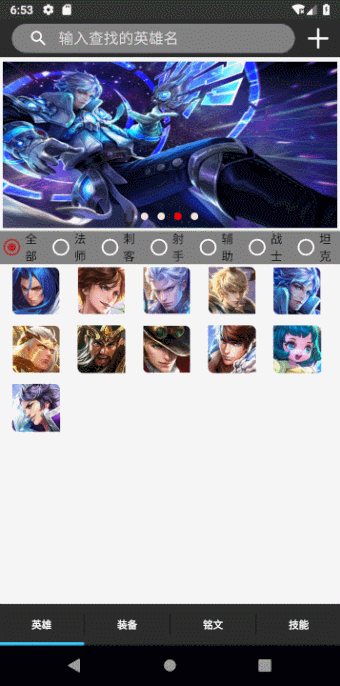 6:53
输入查找的英雄名
全部 法师 刺客 射手 辅助 战士 坦克
英雄 装备 铭文 技能